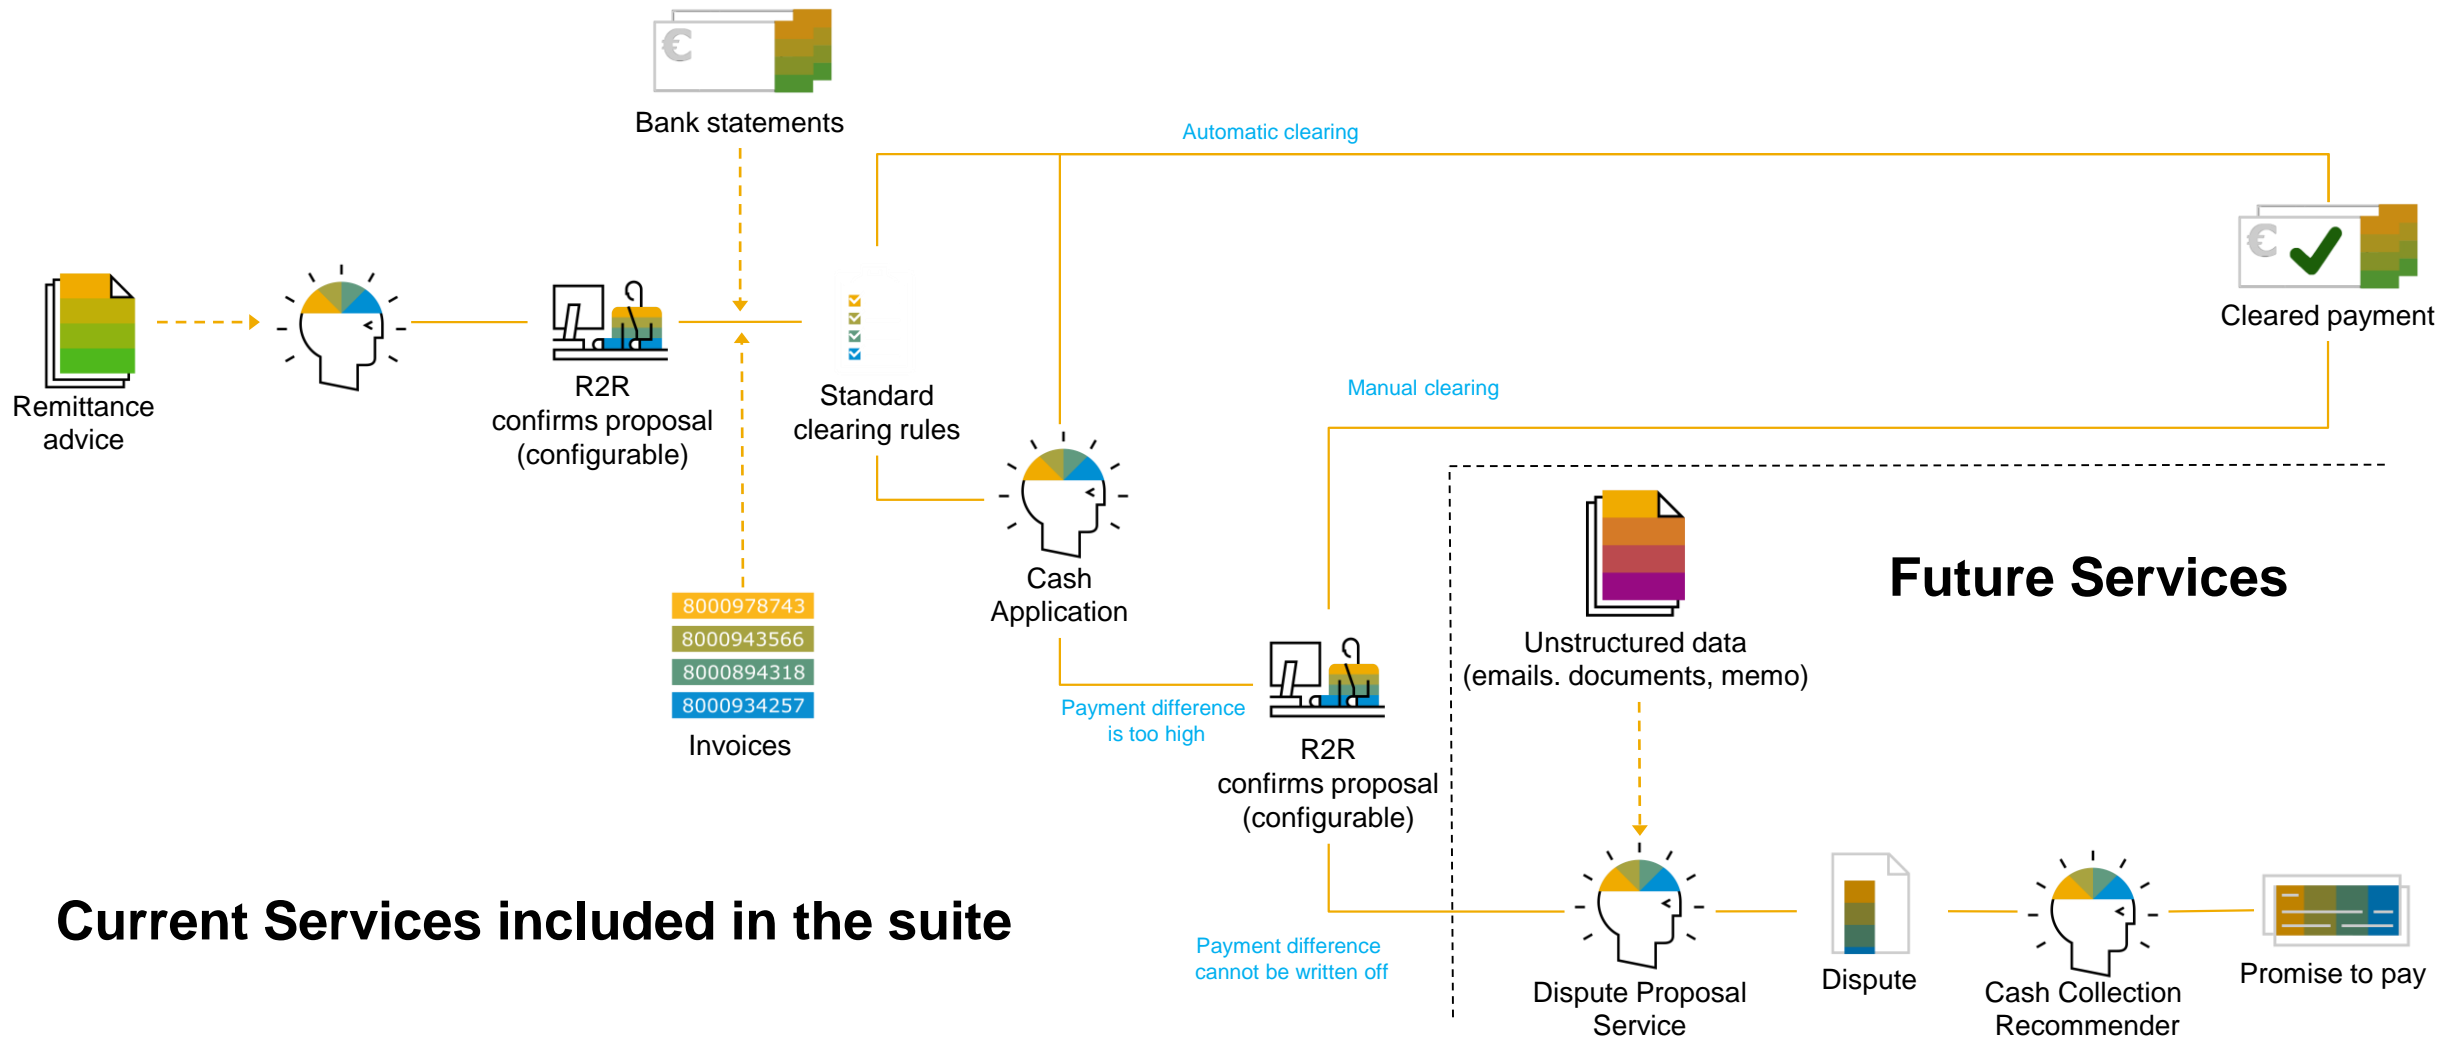 €
Bank statements
Automatic clearing
€
Cleared payment
Remittance
advice
R2R
confirms proposal
(configurable)
Standard
clearing rules
Manual clearing
Cash
Application
8000978743
8000943566
8000894318
8000934257
Invoices
Payment difference
is too high
R2R
confirms proposal
(configurable)
Future Services
Unstructured data
(emails. documents, memo)
Current Services included in the suite
Payment difference
cannot be written off
Dispute Proposal
Service
Dispute
Cash Collection
Recommender
Promise to pay